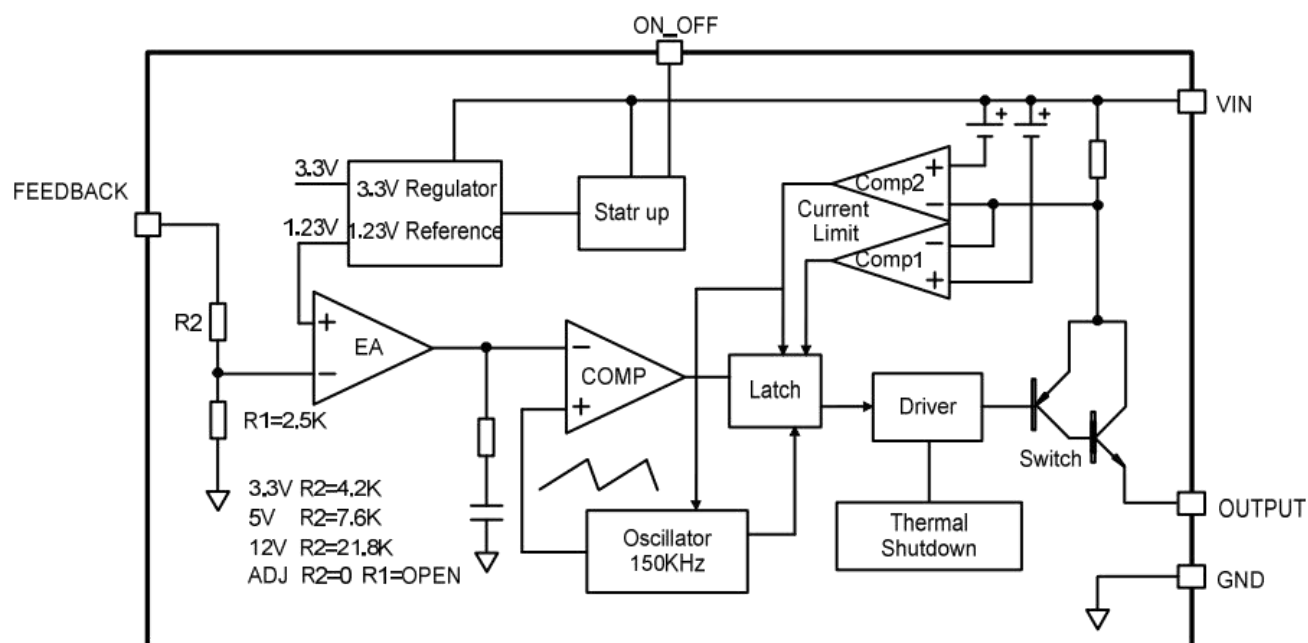 ON_OFF
VIN
FEEDBACK
3.3V
3.3V Regulator
1.23V
1.23V Reference
Statr up
+
+
+
Comp2
−
Current
Limit
−
Comp1
+
R2
+
EA
−
−
COMP
+
Latch
Driver
Switch
R1=2.5K
3.3V R2=4.2K
5V R2=7.6K
12V R2=21.8K
ADJ R2=0 R1=OPEN
Oscillator
150KHz
Thermal
Shutdown
OUTPUT
GND